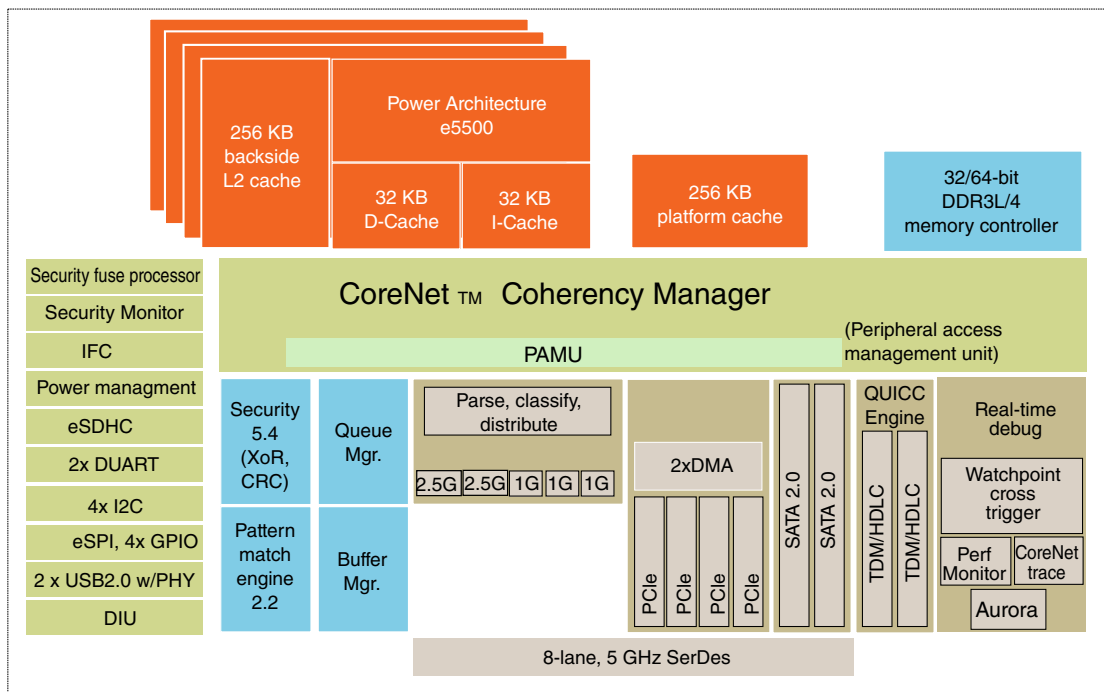 Power Architecture
e5500
256 KB
backside
L2 cache
32 KB
D-Cache
32 KB
I-Cache
256 KB
platform cache
32/64-bit
DDR3L/4
memory controller
Security fuse processor
Security Monitor
IFC
Power managment
eSDHC
2x DUART
4x I2C
eSPI, 4x GPIO
2 x USB2.0 w/PHY
DIU
CoreNet TM Coherency Manager
PAMU
(Peripheral access
management unit)
Security
5.4
(XoR,
CRC)
Queue
Mgr.
Pattern
match
engine
2.2
Buffer
Mgr.
Parse, classify,
distribute
2.5G
2.5G
1G
1G
1G
2xDMA
PCIe
PCIe
PCIe
PCIe
SATA 2.0
SATA 2.0
QUICC
Engine
TDM/HDLC
TDM/HDLC
Real-time
debug
Watchpoint
cross
trigger
Perf
Monitor
CoreNet
trace
Aurora
8-lane, 5 GHz SerDes